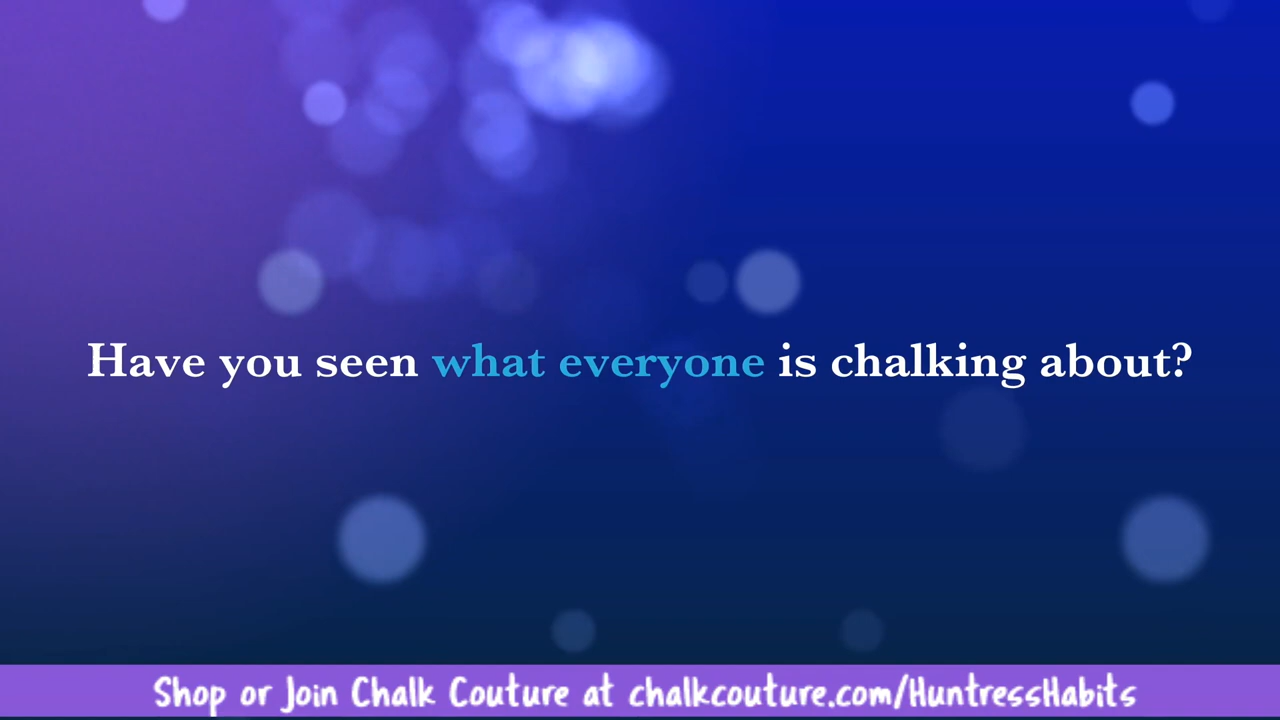 Have you seen what everyone is chalking about?
Shop or Join Chalk Couture at chalkcouture.com/HuntressHabits